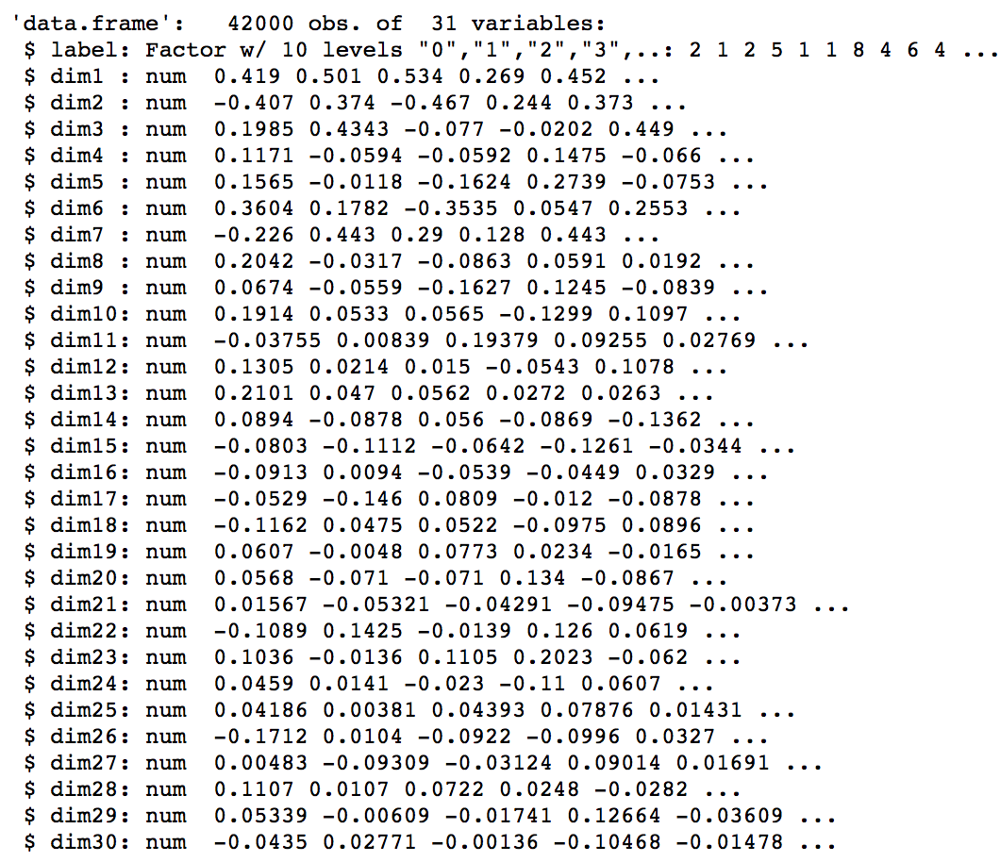 'data.frame':	42000 obs. of  31 variables:
 $ label: Factor w/ 10 levels "0","1","2","3",..: 2 1 2 5 1 1 8 4 6 4 ...
 $ dim1 : num  0.419 0.501 0.534 0.269 0.452 ...
 $ dim2 : num  -0.407 0.374 -0.467 0.244 0.373 ...
 $ dim3 : num  0.1985 0.4343 -0.077 -0.0202 0.449 ...
 $ dim4 : num  0.1171 -0.0594 -0.0592 0.1475 -0.066 ...
 $ dim5 : num  0.1565 -0.0118 -0.1624 0.2739 -0.0753 ...
 $ dim6 : num  0.3604 0.1782 -0.3535 0.0547 0.2553 ...
 $ dim7 : num  -0.226 0.443 0.29 0.128 0.443 ...
 $ dim8 : num  0.2042 -0.0317 -0.0863 0.0591 0.0192 ...
 $ dim9 : num  0.0674 -0.0559 -0.1627 0.1245 -0.0839 ...
 $ dim10: num  0.1914 0.0533 0.0565 -0.1299 0.1097 ...
 $ dim11: num  -0.03755 0.00839 0.19379 0.09255 0.02769 ...
 $ dim12: num  0.1305 0.0214 0.015 -0.0543 0.1078 ...
 $ dim13: num  0.2101 0.047 0.0562 0.0272 0.0263 ...
 $ dim14: num  0.0894 -0.0878 0.056 -0.0869 -0.1362 ...
 $ dim15: num  -0.0803 -0.1112 -0.0642 -0.1261 -0.0344 ...
 $ dim16: num  -0.0913 0.0094 -0.0539 -0.0449 0.0329 ...
 $ dim17: num  -0.0529 -0.146 0.0809 -0.012 -0.0878 ...
 $ dim18: num  -0.1162 0.0475 0.0522 -0.0975 0.0896 ...
 $ dim19: num  0.0607 -0.0048 0.0773 0.0234 -0.0165 ...
 $ dim20: num  0.0568 -0.071 -0.071 0.134 -0.0867 ...
 $ dim21: num  0.01567 -0.05321 -0.04291 -0.09475 -0.00373 ...
 $ dim22: num  -0.1089 0.1425 -0.0139 0.126 0.0619 ...
 $ dim23: num  0.1036 -0.0136 0.1105 0.2023 -0.062 ...
 $ dim24: num  0.0459 0.0141 -0.023 -0.11 0.0607 ...
 $ dim25: num  0.04186 0.00381 0.04393 0.07876 0.01431 ...
 $ dim26: num  -0.1712 0.0104 -0.0922 -0.0996 0.0327 ...
 $ dim27: num  0.00483 -0.09309 -0.03124 0.09014 0.01691 ...
 $ dim28: num  0.1107 0.0107 0.0722 0.0248 -0.0282 ...
 $ dim29: num  0.05339 -0.00609 -0.01741 0.12664 -0.03609 ...
 $ dim30: num  -0.0435 0.02771 -0.00136 -0.10468 -0.01478 ...